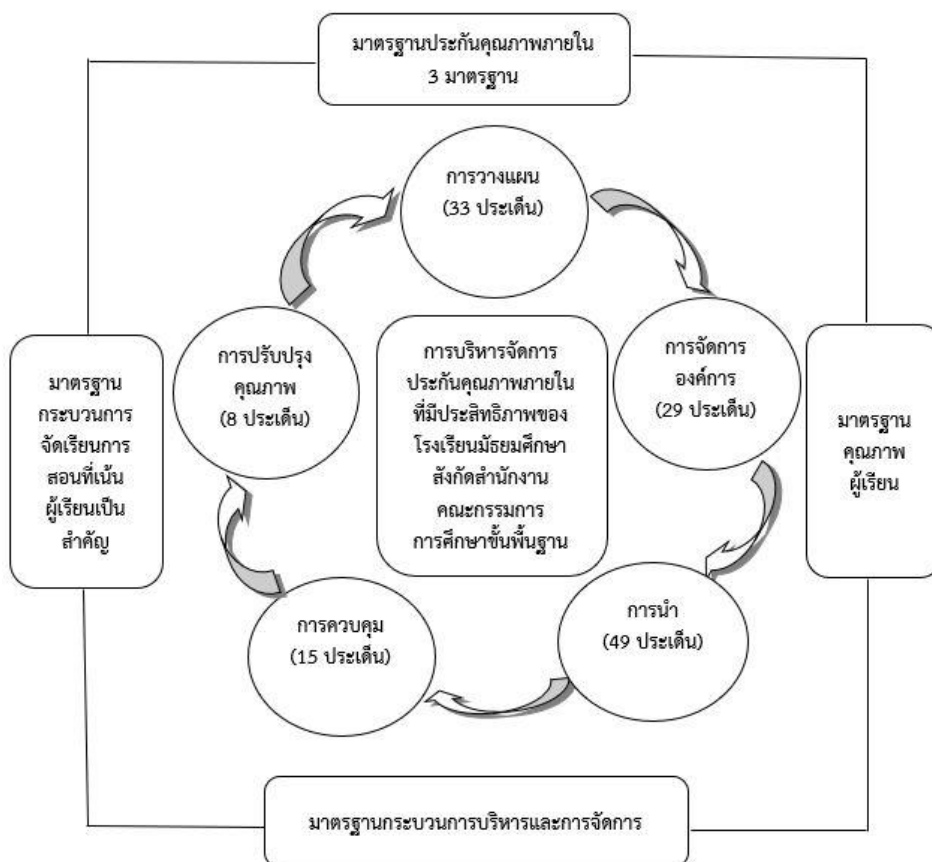 มาตรฐานประกันคุณภาพภายใน
3 มาตรฐาน
การวางแผน
(33 ประเด็น)
การปรับปรุง
คุณภาพ
(8 ประเด็น)
การบริหารจัดการ
ประกันคุณภาพภายใน
ที่มีประสิทธิภาพของ
โรงเรียนมัธยมศึกษา
สังกัดสำนักงาน
คณะกรรมการ
การศึกษาขั้นพื้นฐาน
การจัดการ
องค์การ
(29 ประเด็น)
มาตรฐาน
กระบวนการ
จัดเรียนการ
สอนที่เน้น
ผู้เรียนเป็น
สำคัญ
มาตรฐาน
คุณภาพ
ผู้เรียน
การควบคุม
(15 ประเด็น)
การนำ
(49 ประเด็น)
มาตรฐานกระบวนการบริหารและการจัดการ